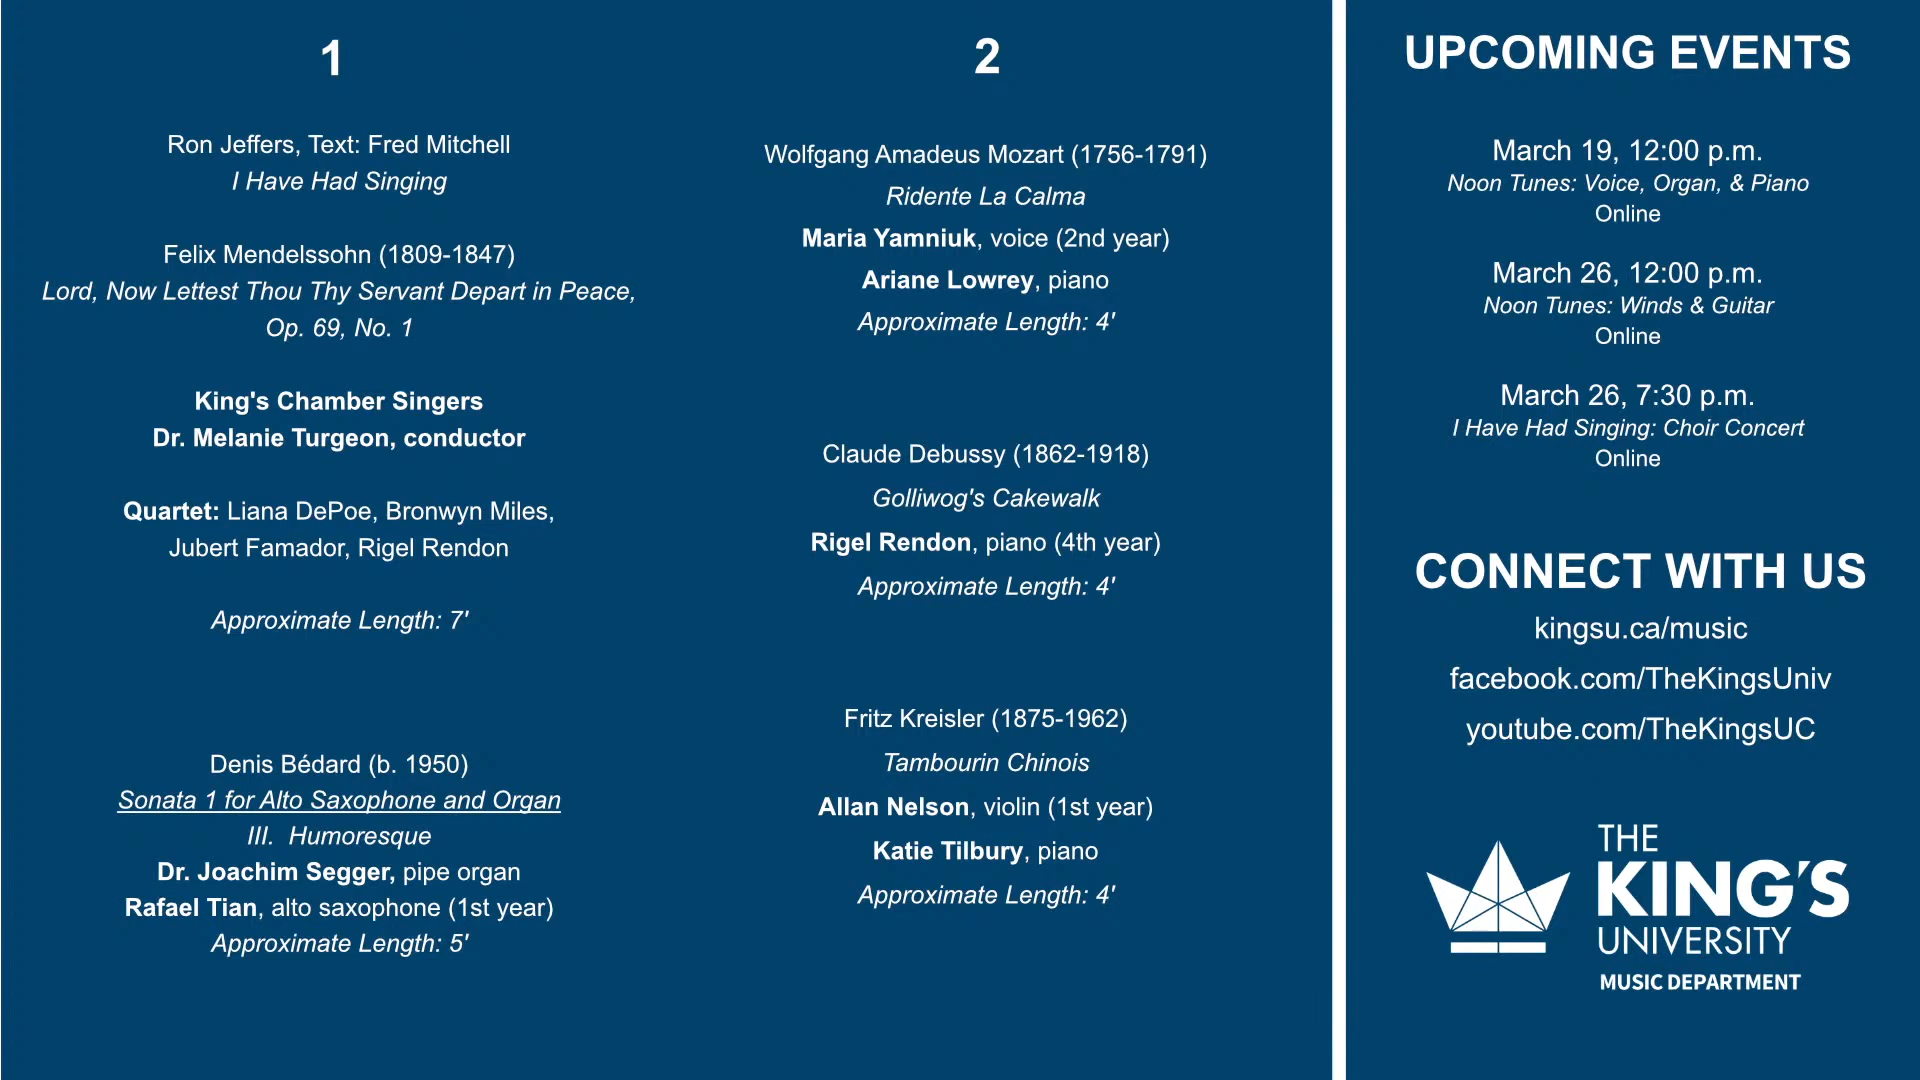 1
Ron Jeffers, Text: Fred Mitchell
I Have Had Singing
Felix Mendelssohn (1809-1847)
Lord, Now Lettest Thou Thy Servant Depart in Peace,
Op. 69, No. 1
King's Chamber Singers
Dr. Melanie Turgeon, conductor
Quartet: Liana DePoe, Bronwyn Miles,
Jubert Famador, Rigel Rendon
Approximate Length: 7'
Denis Bédard (b. 1950)
Sonata 1 for Alto Saxophone and Organ
III. Humoresque
Dr. Joachim Segger, pipe organ
Rafael Tian, alto saxophone (1st year)
Approximate Length: 5'
2
Wolfgang Amadeus Mozart (1756-1791)
Ridente La Calma
Maria Yamniuk, voice (2nd year)
Ariane Lowrey, piano
Approximate Length: 4'
Claude Debussy (1862-1918)
Golliwog's Cakewalk
Rigel Rendon, piano (4th year)
Approximate Length: 4'
Fritz Kreisler (1875-1962)
Tambourin Chinois
Allan Nelson, violin (1st year)
Katie Tilbury, piano
Approximate Length: 4'
UPCOMING EVENTS
March 19, 12:00 p.m.
Noon Tunes: Voice, Organ, & Piano
Online
March 26, 12:00 p.m.
Noon Tunes: Winds & Guitar
Online
March 26, 7:30 p.m.
I Have Had Singing: Choir Concert
Online
CONNECT WITH US
kingsu.ca/music
facebook.com/TheKingsUniv
youtube.com/TheKingsUC
THE
KING'S
UNIVERSITY
MUSIC DEPARTMENT